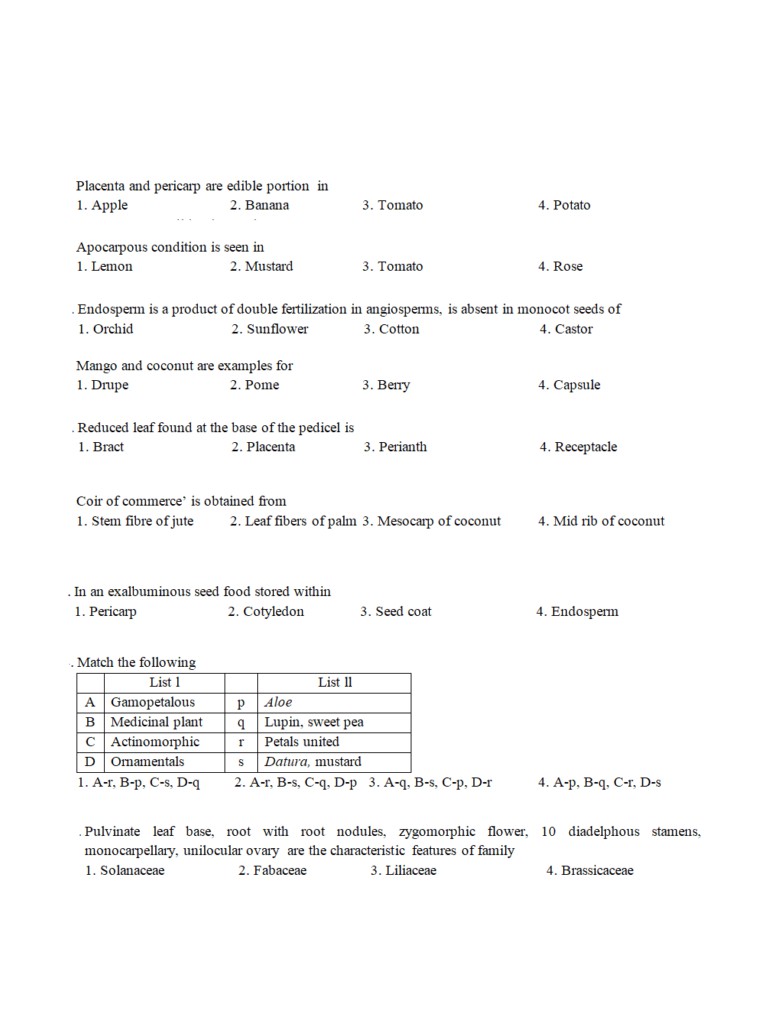 Placenta and pericarp are edible portion in
1. Apple 2. Banana 3. Tomato 4. Potato
Apocarpous condition is seen in
1. Lemon 2. Mustard 3. Tomato 4. Rose
. Endosperm is a product of double fertilization in angiosperms, is absent in monocot seeds of
1. Orchid 2. Sunflower 3. Cotton 4. Castor
Mango and coconut are examples for
1. Drupe 2. Pome 3. Berry 4. Capsule
. Reduced leaf found at the base of the pedicel is
1. Bract 2. Placenta 3. Perianth 4. Receptacle
Coir of commerce’ is obtained from
1. Stem fibre of jute 2. Leaf fibers of palm 3. Mesocarp of coconut 4. Mid rib of coconut
. In an exalbuminous seed food stored within
1. Pericarp 2. Cotyledon 3. Seed coat 4. Endosperm
. Match the following
List l List ll
A Gamopetalous p Aloe
B Medicinal plant q Lupin, sweet pea
C Actinomorphic r Petals united
D Ornamentals s Datura, mustard
1. A-r, B-p, C-s, D-q 2. A-r, B-s, C-q, D-p 3. A-q, B-s, C-p, D-r 4. A-p, B-q, C-r, D-s
. Pulvinate leaf base, root with root nodules, zygomorphic flower, 10 diadelphous stamens,
monocarpellary, unilocular ovary are the characteristic features of family
1. Solanaceae 2. Fabaceae 3. Liliaceae 4. Brassicaceae